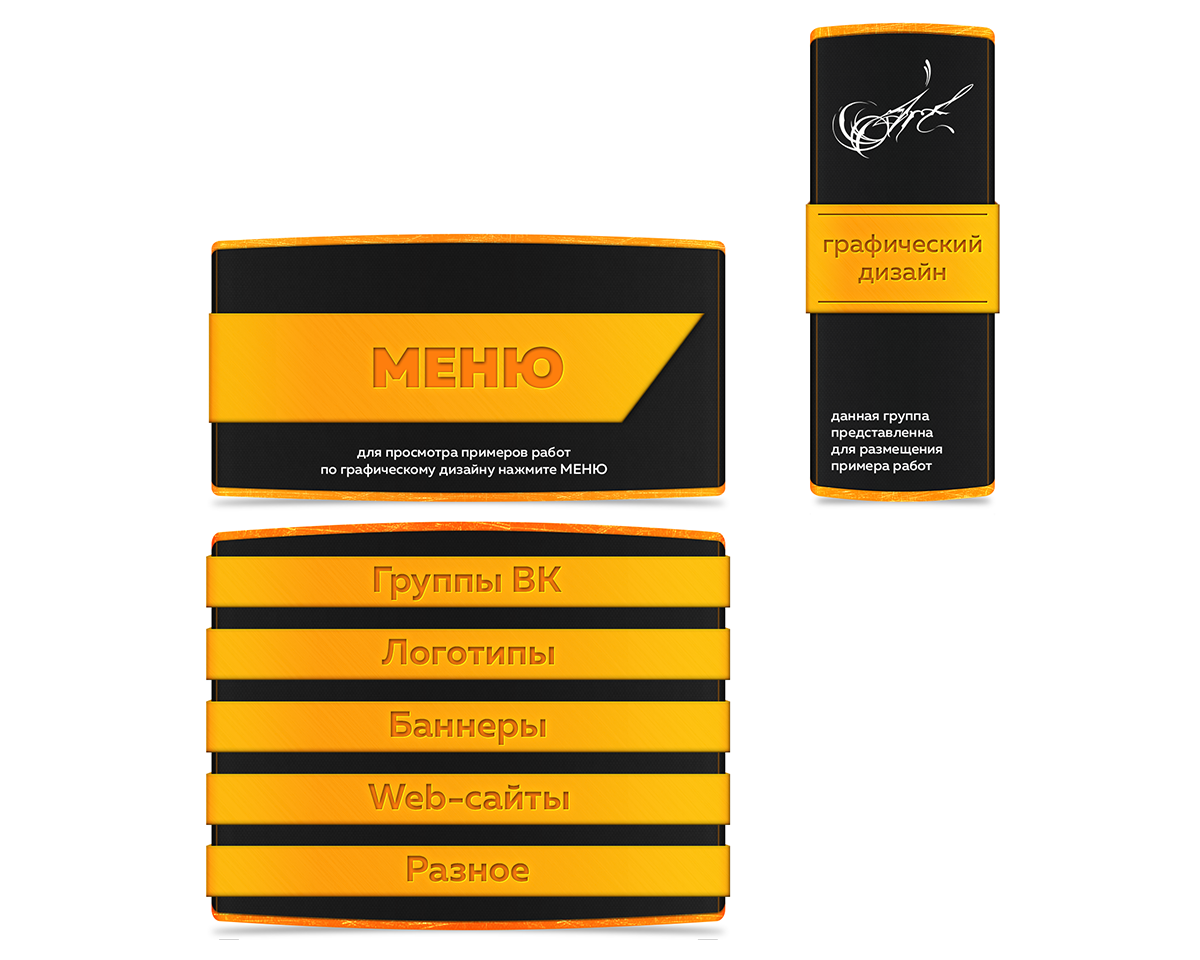 Art
графический
дизайн
данная группа
представленна
для размещения
примера работ
МЕНЮ
для просмотра примеров работ
по графическому дизайну нажмите МЕНЮ
Группы ВК
Логотипы
Баннеры
Web-сайты
Разное